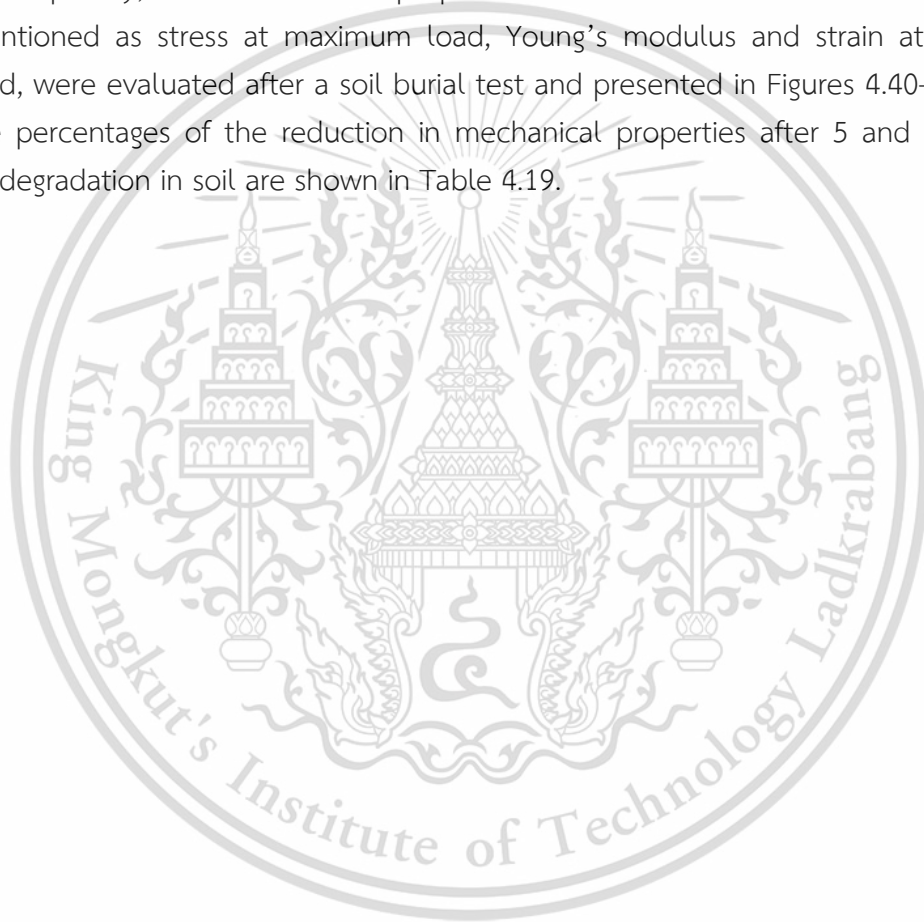 ntioned as stress at maximum load, Young's modulus and strain at
d, were evaluated after a soil burial test and presented in Figures 4.40-
e percentages of the reduction in mechanical properties after 5 and
degradation in soil are shown in Table 4.19.
King Mongkut's Institute of Technology Ladkrabang